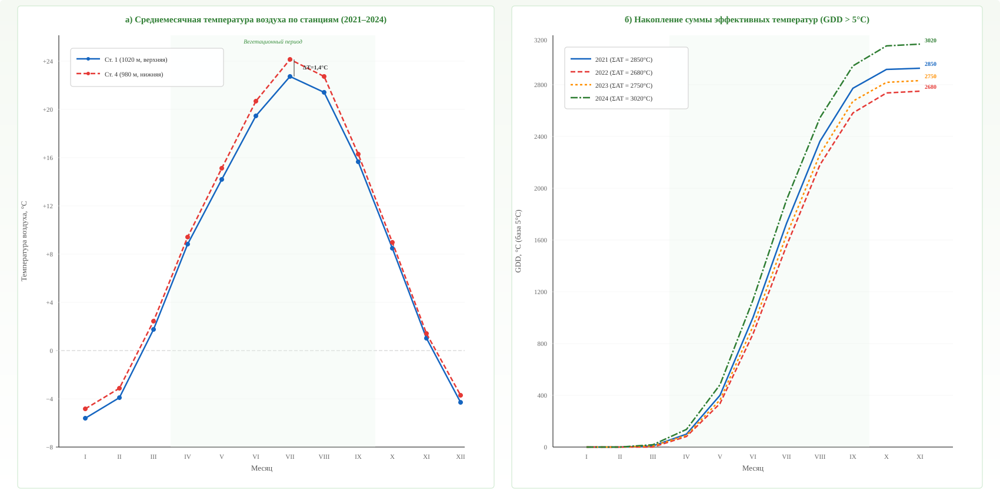 а) Среднемесячная температура воздуха по станциям (2021–2024)
Вегетационный период
Ст. 1 (1020 м, верхняя)
Ст. 4 (980 м, нижняя)
ΔT=1,4°C
+24
+20
+16
+12
+8
+4
0
−4
−8
Температура воздуха, °C
I II III IV V VI VII VIII IX X XI XII
Месяц
б) Накопление суммы эффективных температур (GDD > 5°C)
2021 (ΣAT = 2850°C)
2022 (ΣAT = 2680°C)
2023 (ΣAT = 2750°C)
2024 (ΣAT = 3020°C)
3020
2850
2750
2680
3200
2800
2400
2000
1600
1200
800
400
0
GDD, °C (база 5°C)
I II III IV V VI VII VIII IX X XI
Месяц